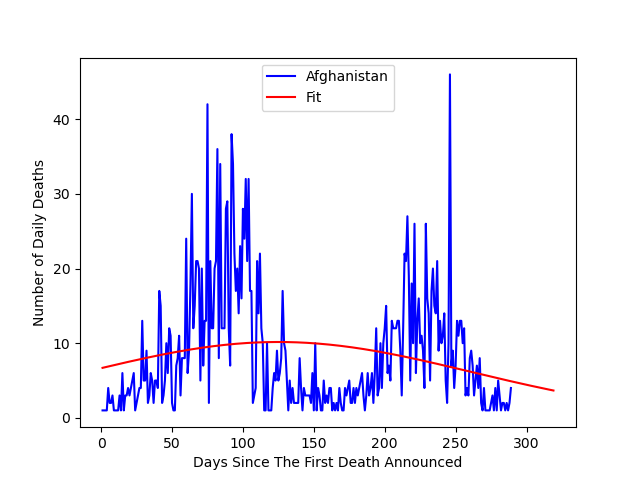 Afghanistan
Fit
Number of Daily Deaths
40
30
20
10
0
0 50 100 150 200 250 300
Days Since The First Death Announced